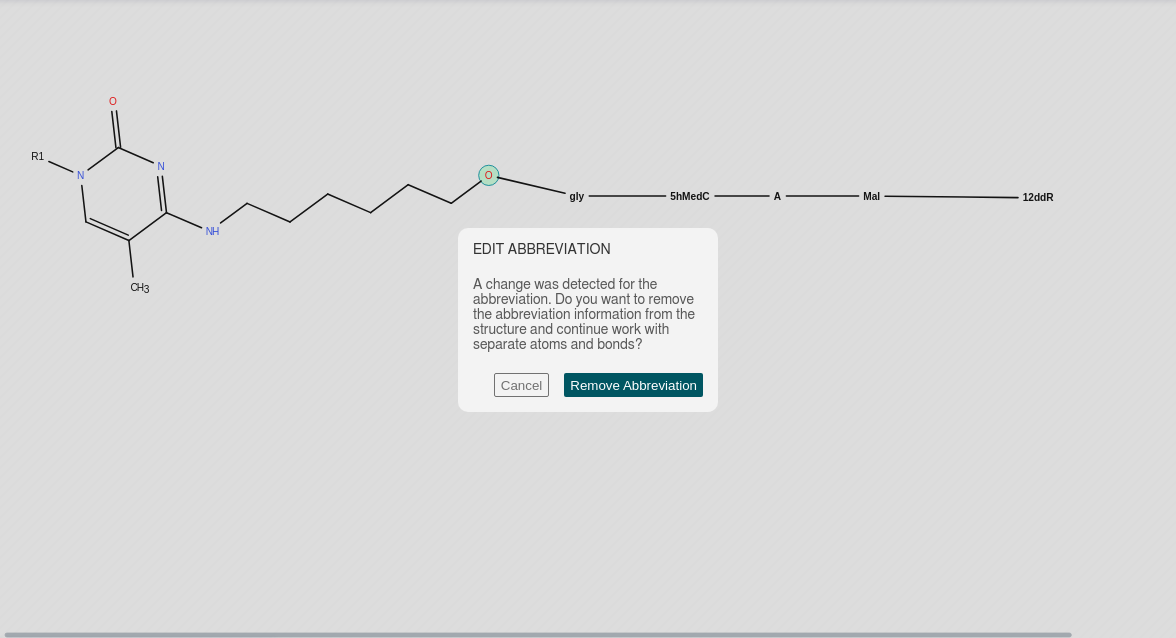 O
R1
N
N
NH
CH3
O
gly
5hMedC
A
Mal
12ddR
EDIT ABBREVIATION
A change was detected for the
abbreviation. Do you want to remove
the abbreviation information from the
structure and continue work with
separate atoms and bonds?
Cancel
Remove Abbreviation